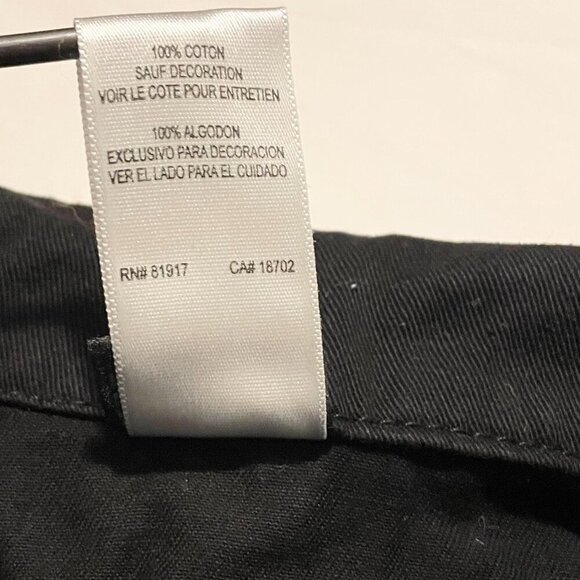 100% COTON
SAUF DECORATION
VOIR LE COTE POUR ENTRETIEN
100% ALGODON
EXCLUSIVO PARA DECORACION
VER EL LADO PARA EL CUIDADO
RN# 81917 CA# 18702